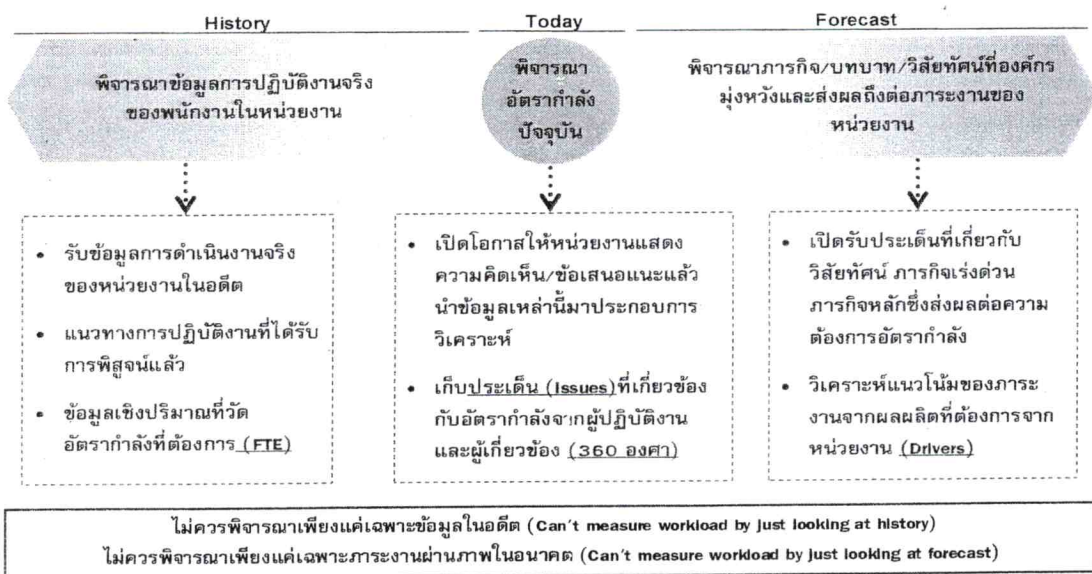 History
Today
Forecast
พิจารณาข้อมูลการปฏิบัติงานจริง
ของพนักงานในหน่วยงาน
พิจารณา
อัตรากำลัง
ปัจจุบัน
พิจารณาภารกิจ/บทบาท/วิสัยทัศน์ที่องค์กร
มุ่งหวังและส่งผลถึงต่อภาระงานของ
หน่วยงาน
• รับข้อมูลการดำเนินงานจริง
ของหน่วยงานในอดีต
• แนวทางการปฏิบัติงานที่ได้รับ
การพิสูจน์แล้ว
• ข้อมูลเชิงปริมาณที่วัด
อัตรากำลังที่ต้องการ (FTE)
• เปิดโอกาสให้หน่วยงานแสดง
ความคิดเห็น/ข้อเสนอแนะแล้ว
นำข้อมูลเหล่านี้มาประกอบการ
วิเคราะห์
• เก็บประเด็น (Issues)ที่เกี่ยวข้อง
กับอัตรากำลังจากผู้ปฏิบัติงาน
และผู้เกี่ยวข้อง (360 องศา)
• เปิดรับประเด็นที่เกี่ยวกับ
วิสัยทัศน์ ภารกิจเร่งด่วน
ภารกิจหลักซึ่งส่งผลต่อความ
ต้องการอัตรากำลัง
• วิเคราะห์แนวโน้มของภาระ
งานจากผลผลิตที่ต้องการจาก
หน่วยงาน (Drivers)
ไม่ควรพิจารณาเพียงแค่เฉพาะข้อมูลในอดีต (Can't measure workload by just looking at history)
ไม่ควรพิจารณาเพียงแค่เฉพาะภาระงานผ่านภาพในอนาคต (Can't measure workload by just looking at forecast)